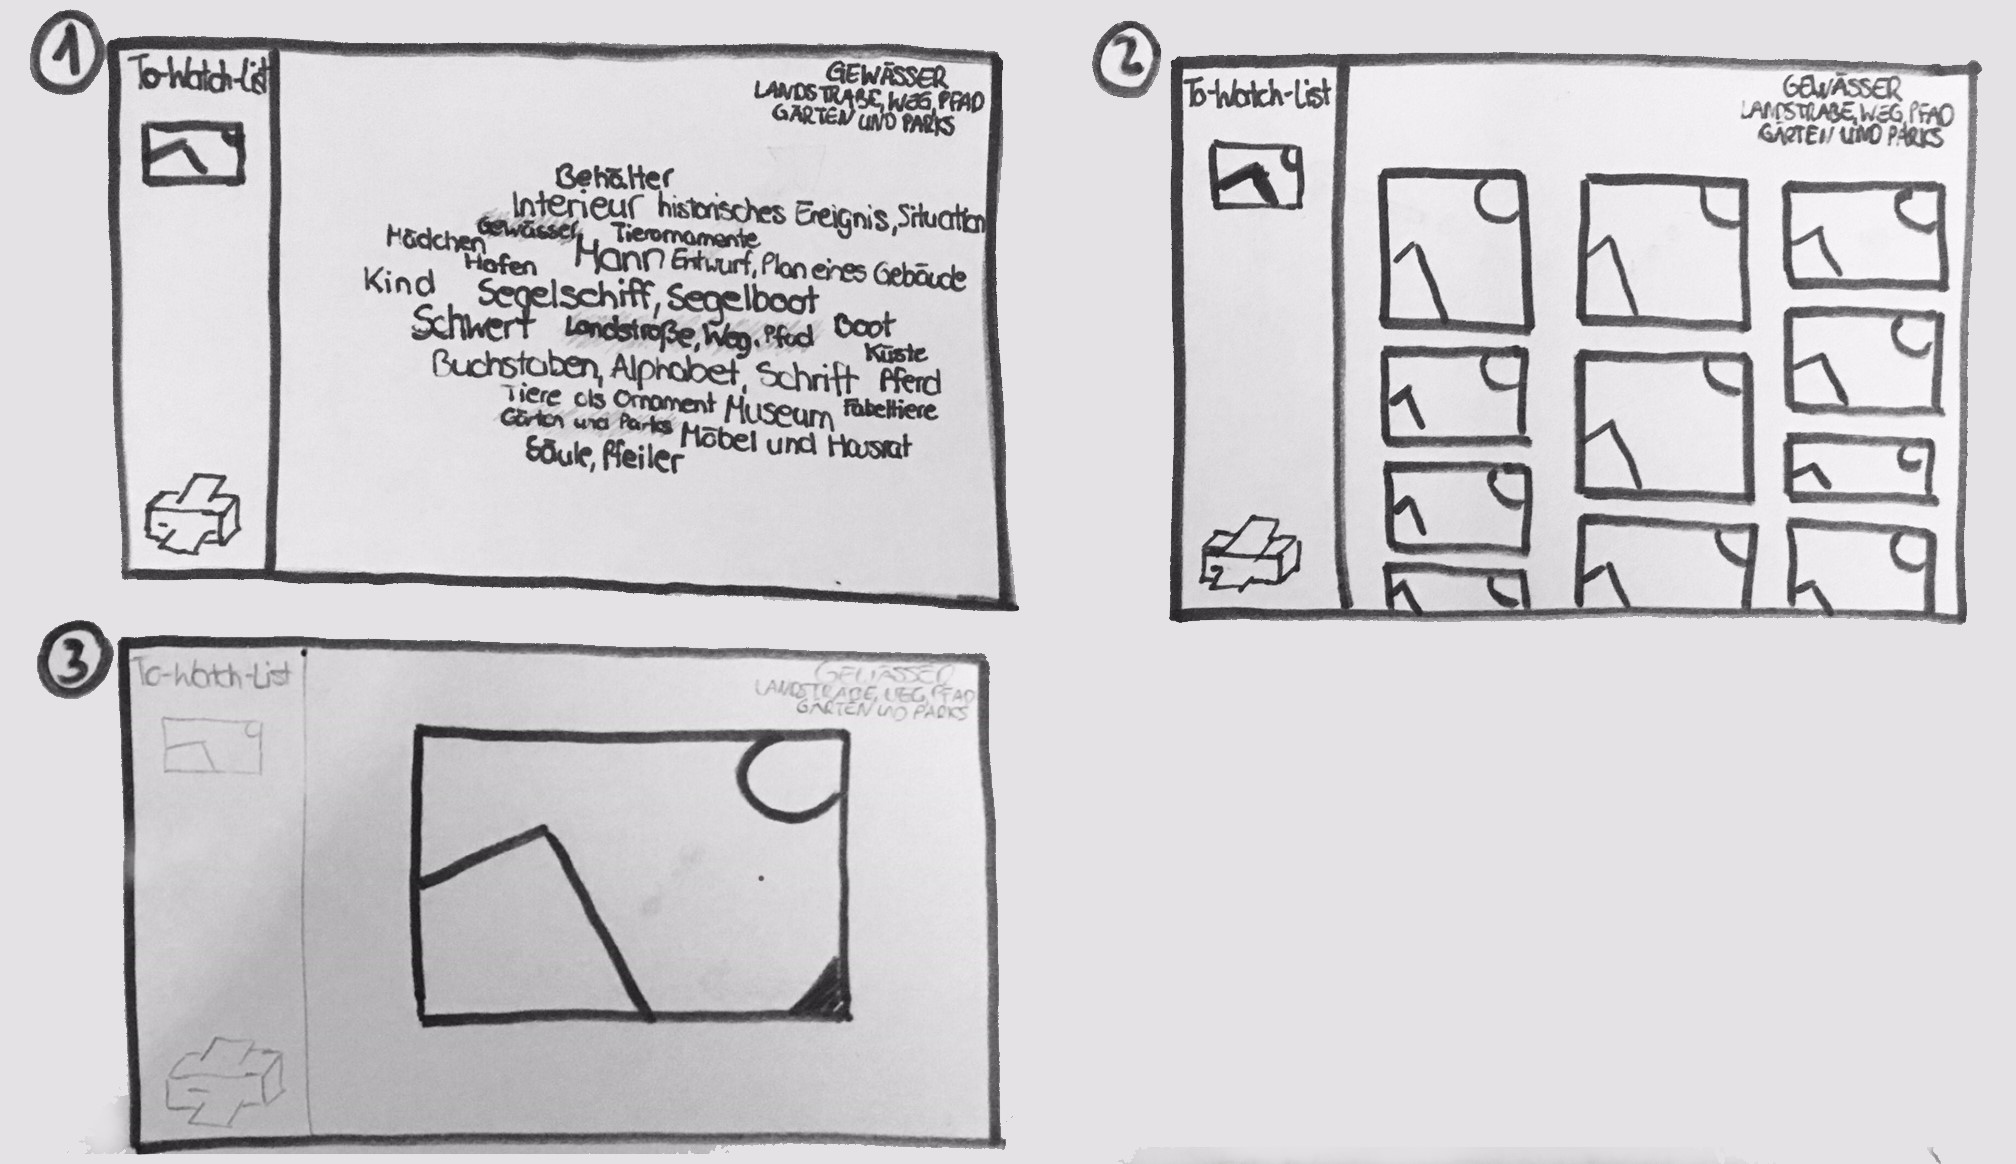 1
To-Watch-List
GEWÄSSER
LANDSTRAßE, WEG, PFAD
GÄRTEN UND PARKS
Behälter
Interieur historisches Ereignis, Situation
Gewässer Tierornamente
Mädchen Mann Entwurf, Plan eines Gebäude
Hafen
Kind Segelschiff, Segelboot
Schwert Landstraße, Weg, Pfad Boot
Küste
Buchstaben, Alphabet, Schrift Pferd
Tiere als Ornament Museum Fabeltiere
Gärten und Parks Möbel und Hausrat
Säule, Pfeiler
2
To-Watch-List
GEWÄSSER
LANDSTRAßE, WEG, PFAD
GÄRTEN UND PARKS
3
To-Watch-List
GEWÄSSER
LANDSTRAßE, WEG, PFAD
GÄRTEN UND PARKS